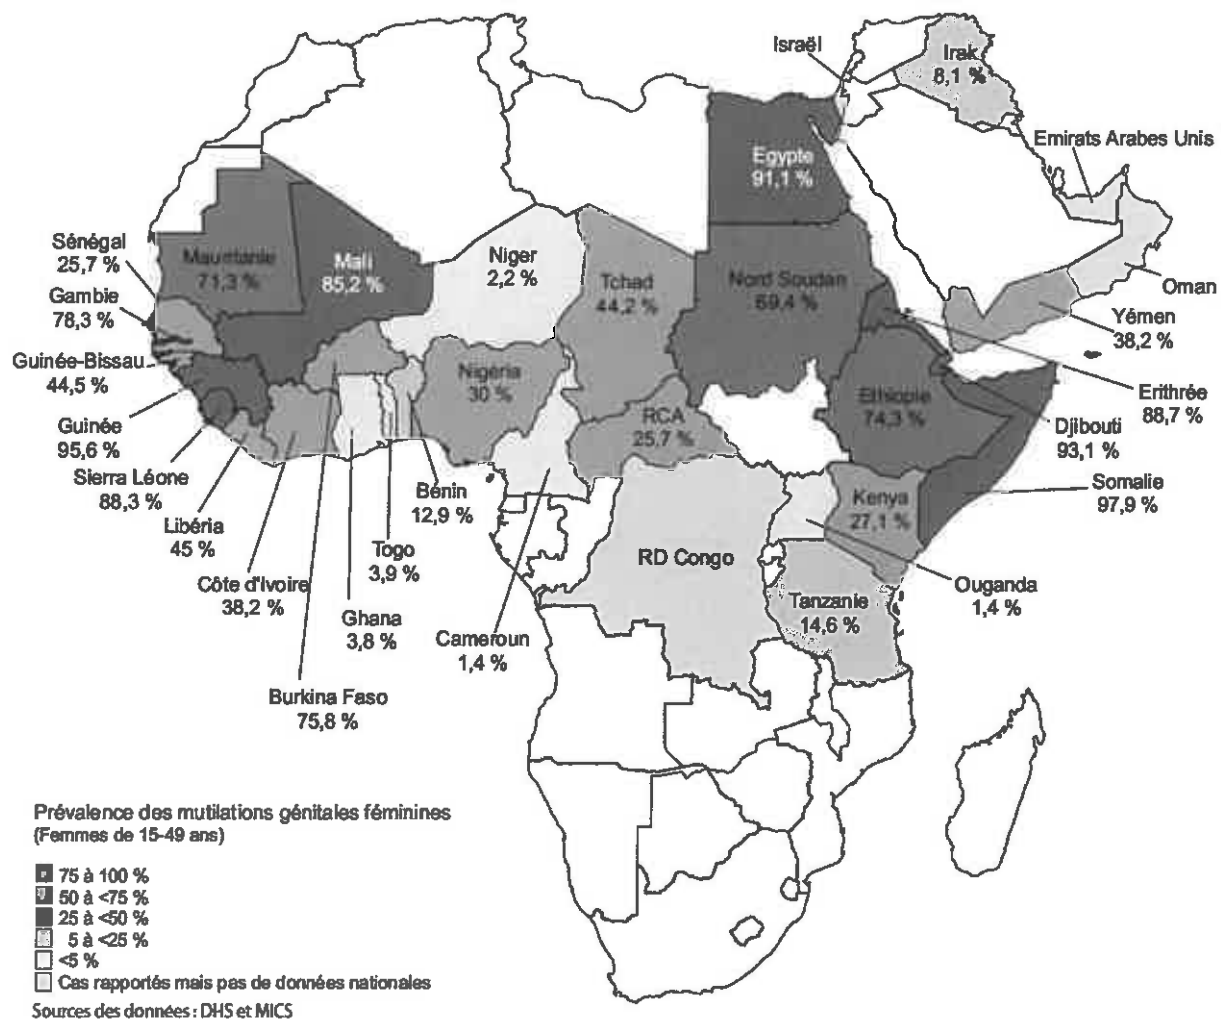 Israël
Irak
8,1 %
Emirats Arabes Unis
Egypte
91,1 %
Sénégal
25,7 %
Mauritanie
71,3 %
Mali
85,2 %
Niger
2,2 %
Tchad
44,2 %
Nord Soudan
69,4 %
Oman
Gambie
78,3 %
Yémen
38,2 %
Guinée-Bissau
44,5 %
Nigéria
30 %
Ethiopie
74,3 %
Erithrée
88,7 %
Guinée
95,6 %
RCA
25,7 %
Djibouti
93,1 %
Sierra Léone
88,3 %
Bénin
12,9 %
Kenya
27,1 %
Somalie
97,9 %
Libéria
45 %
Togo
3,9 %
RD Congo
Côte d'Ivoire
38,2 %
Ouganda
1,4 %
Ghana
3,8 %
Cameroun
1,4 %
Tanzanie
14,6 %
Burkina Faso
75,8 %
Prévalence des mutilations génitales féminines
(Femmes de 15-49 ans)
75 à 100 %
50 à <75 %
25 à <50 %
5 à <25 %
<5 %
Cas rapportés mais pas de données nationales
Sources des données : DHS et MICS